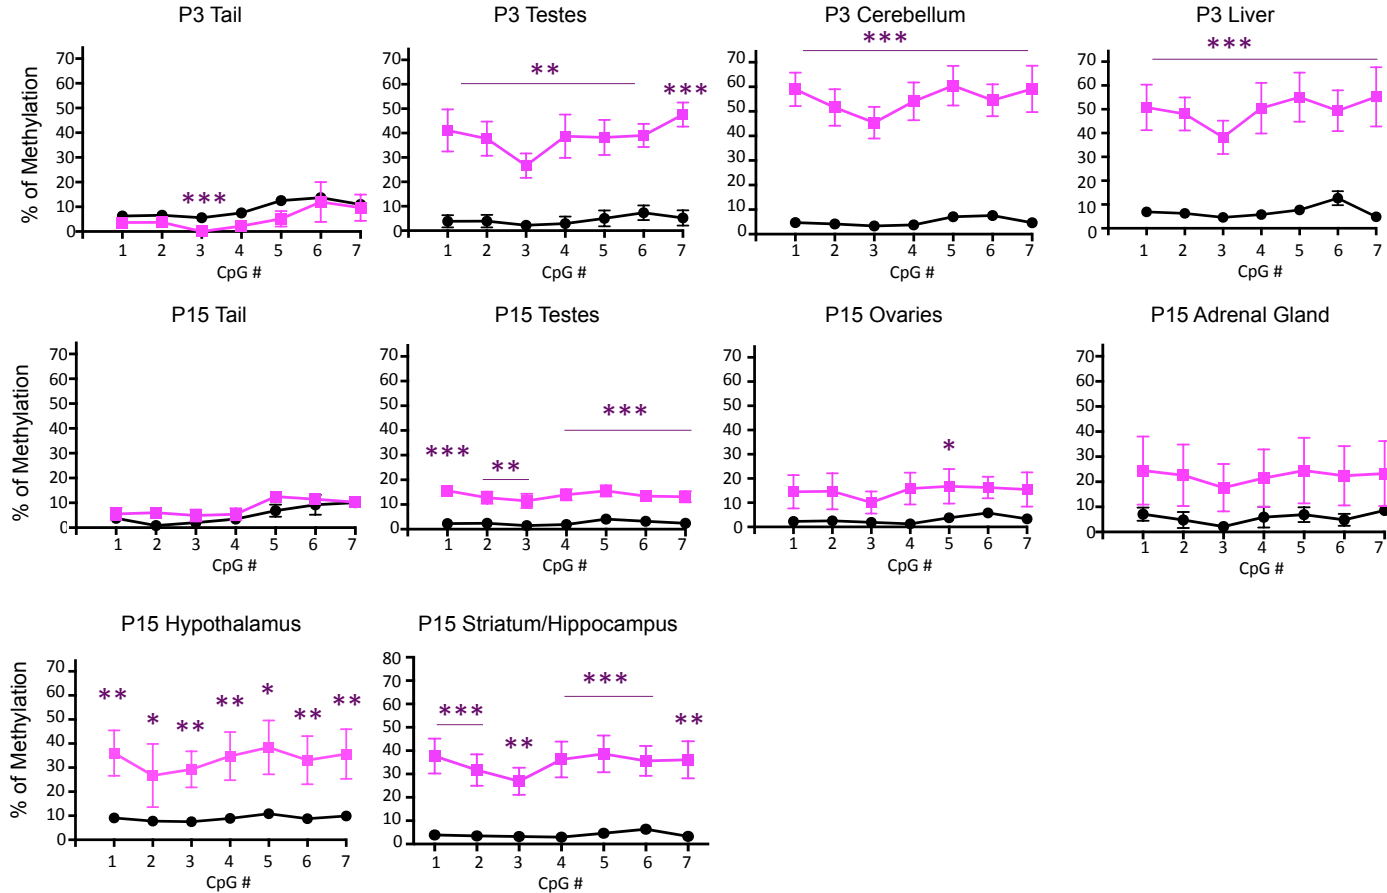 P3 Tail
P3 Testes
P3 Cerebellum
P3 Liver
% of Methylation
70
60
50
40
30
20
10
0
***
1 2 3 4 5 6 7
CpG #
70
60
50
40
30
20
10
0
**
***
1 2 3 4 5 6 7
CpG #
70
60
50
40
30
20
10
0
***
1 2 3 4 5 6 7
CpG #
70
60
50
40
30
20
10
0
***
1 2 3 4 5 6 7
CpG #
P15 Tail
P15 Testes
P15 Ovaries
P15 Adrenal Gland
% of Methylation
70
60
50
40
30
20
10
0
1 2 3 4 5 6 7
CpG #
70
60
50
40
30
20
10
0
***
**
***
1 2 3 4 5 6 7
CpG #
70
60
50
40
30
20
10
0
*
1 2 3 4 5 6 7
CpG #
70
60
50
40
30
20
10
0
1 2 3 4 5 6 7
CpG #
P15 Hypothalamus
P15 Striatum/Hippocampus
% of Methylation
70
60
50
40
30
20
10
0
** * ** ** * ** **
1 2 3 4 5 6 7
CpG #
80
70
60
50
40
30
20
10
0
*** ** *** **
1 2 3 4 5 6 7
CpG #